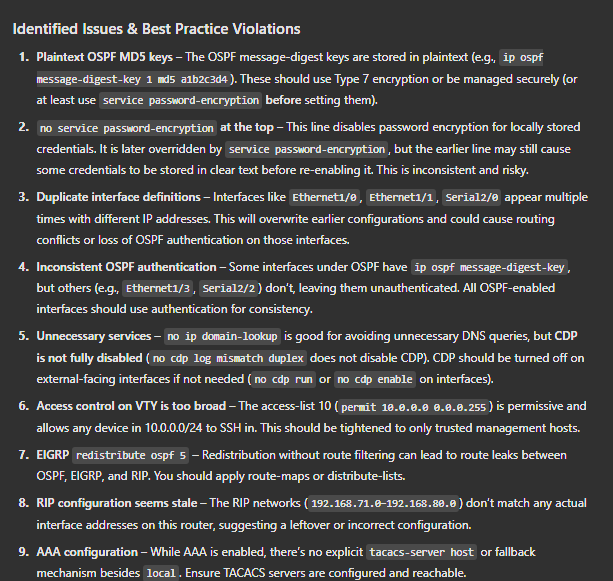 Identified Issues & Best Practice Violations
1. Plaintext OSPF MD5 keys – The OSPF message-digest keys are stored in plaintext (e.g., ip ospf
message-digest-key 1 md5 a1b2c3d4 ). These should use Type 7 encryption or be managed securely (or
at least use service password-encryption before setting them).
2. no service password-encryption at the top – This line disables password encryption for locally stored
credentials. It is later overridden by service password-encryption , but the earlier line may still cause
some credentials to be stored in clear text before re-enabling it. This is inconsistent and risky.
3. Duplicate interface definitions – Interfaces like Ethernet1/0 , Ethernet1/1 , Serial2/0 appear multiple
times with different IP addresses. This will overwrite earlier configurations and could cause routing
conflicts or loss of OSPF authentication on those interfaces.
4. Inconsistent OSPF authentication – Some interfaces under OSPF have ip ospf message-digest-key ,
but others (e.g., Ethernet1/3 , Serial2/2 ) don't, leaving them unauthenticated. All OSPF-enabled
interfaces should use authentication for consistency.
5. Unnecessary services – no ip domain-lookup is good for avoiding unnecessary DNS queries, but CDP
is not fully disabled ( no cdp log mismatch duplex does not disable CDP). CDP should be turned off on
external-facing interfaces if not needed ( no cdp run or no cdp enable on interfaces).
6. Access control on VTY is too broad – The access-list 10 ( permit 10.0.0.0 0.0.0.255 ) is permissive and
allows any device in 10.0.0.0/24 to SSH in. This should be tightened to only trusted management hosts.
7. EIGRP redistribute ospf 5 – Redistribution without route filtering can lead to route leaks between
OSPF, EIGRP, and RIP. You should apply route-maps or distribute-lists.
8. RIP configuration seems stale – The RIP networks ( 192.168.71.0-192.168.80.0 ) don't match any actual
interface addresses on this router, suggesting a leftover or incorrect configuration.
9. AAA configuration – While AAA is enabled, there's no explicit tacacs-server host or fallback
mechanism besides local . Ensure TACACS servers are configured and reachable.